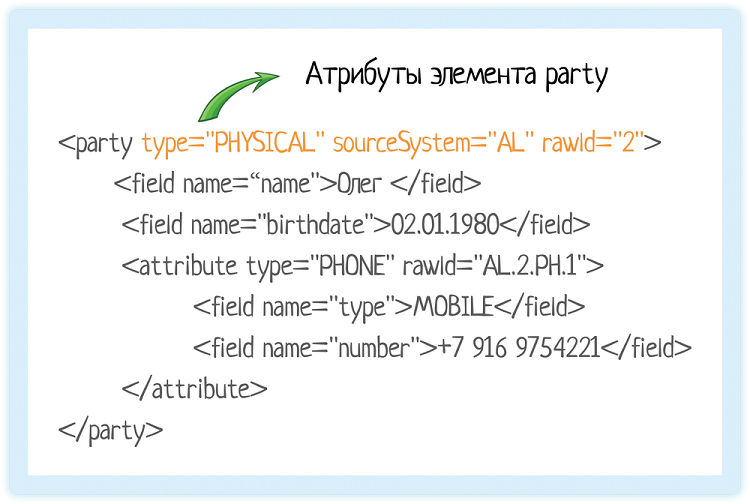 Атрибуты элемента party
<party type="PHYSICAL" sourceSystem="AL" rawId="2">
<field name=“name">Олег </field>
<field name="birthdate">02.01.1980</field>
<attribute type="PHONE" rawId="AL.2.PH.1">
<field name="type">MOBILE</field>
<field name="number">+7 916 9754221</field>
</attribute>
</party>